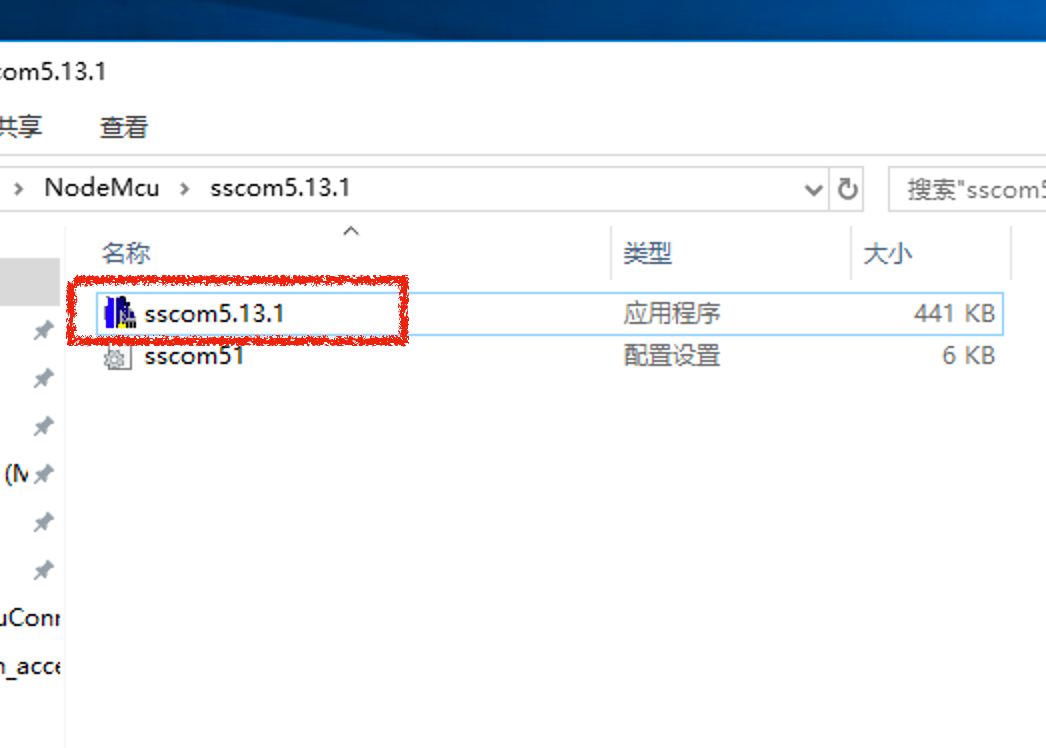 com5.13.1
共享 查看
› NodeMcu › sscom5.13.1 搜索"sscom5
名称 类型 大小
sscom5.13.1 应用程序 441 KB
sscom51 配置设置 6 KB
(M
uConn
n_acce